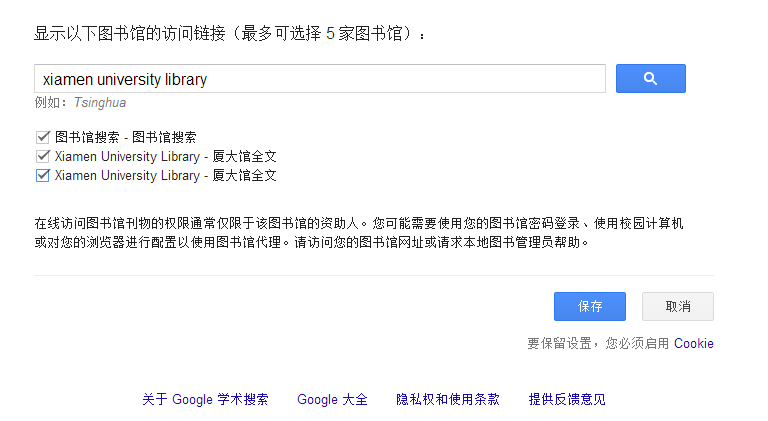 显示以下图书馆的访问链接（最多可选择 5 家图书馆）：
xiamen university library
例如：Tsinghua
图书馆搜索 - 图书馆搜索
Xiamen University Library - 厦大馆全文
Xiamen University Library - 厦大馆全文
在线访问图书馆刊物的权限通常仅限于该图书馆的资助人。您可能需要使用您的图书馆密码登录、使用校园计算机
或对您的浏览器进行配置以使用图书馆代理。请访问您的图书馆网址或请求本地图书管理员帮助。
保存 取消
要保留设置，您必须启用 Cookie
关于 Google 学术搜索 Google 大全 隐私权和使用条款 提供反馈意见